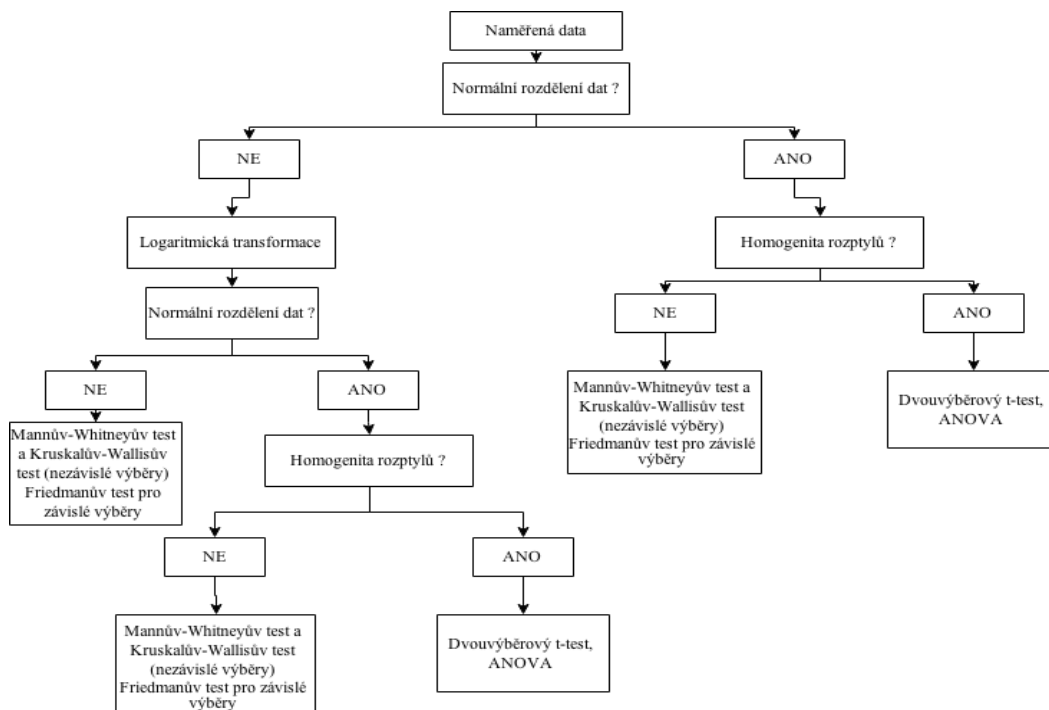 Naměřená data
Normální rozdělení dat ?
NE
ANO
Logaritmická transformace
Homogenita rozptylů ?
Normální rozdělení dat ?
NE
ANO
NE
ANO
Mannův-Whitneyův test a
Kruskalův-Wallisův test
(nezávislé výběry)
Friedmanův test pro závislé
výběry
Dvouvýběrový t-test,
ANOVA
Mannův-Whitneyův test
a Kruskalův-Wallisův
test (nezávislé výběry)
Friedmanův test pro
závislé výběry
Homogenita rozptylů ?
NE
ANO
Mannův-Whitneyův test a
Kruskalův-Wallisův test
(nezávislé výběry)
Friedmanův test pro závislé
výběry
Dvouvýběrový t-test,
ANOVA